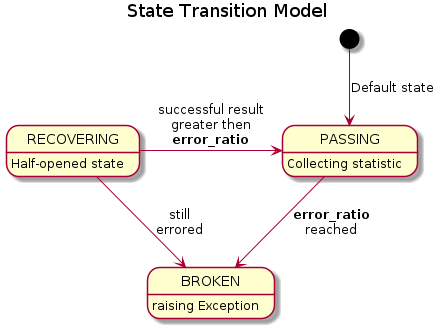 State Transition Model
Default state
successful result
greater then
error_ratio
RECOVERING
Half-opened state
PASSING
Collecting statistic
still
errored
error_ratio
reached
BROKEN
raising Exception